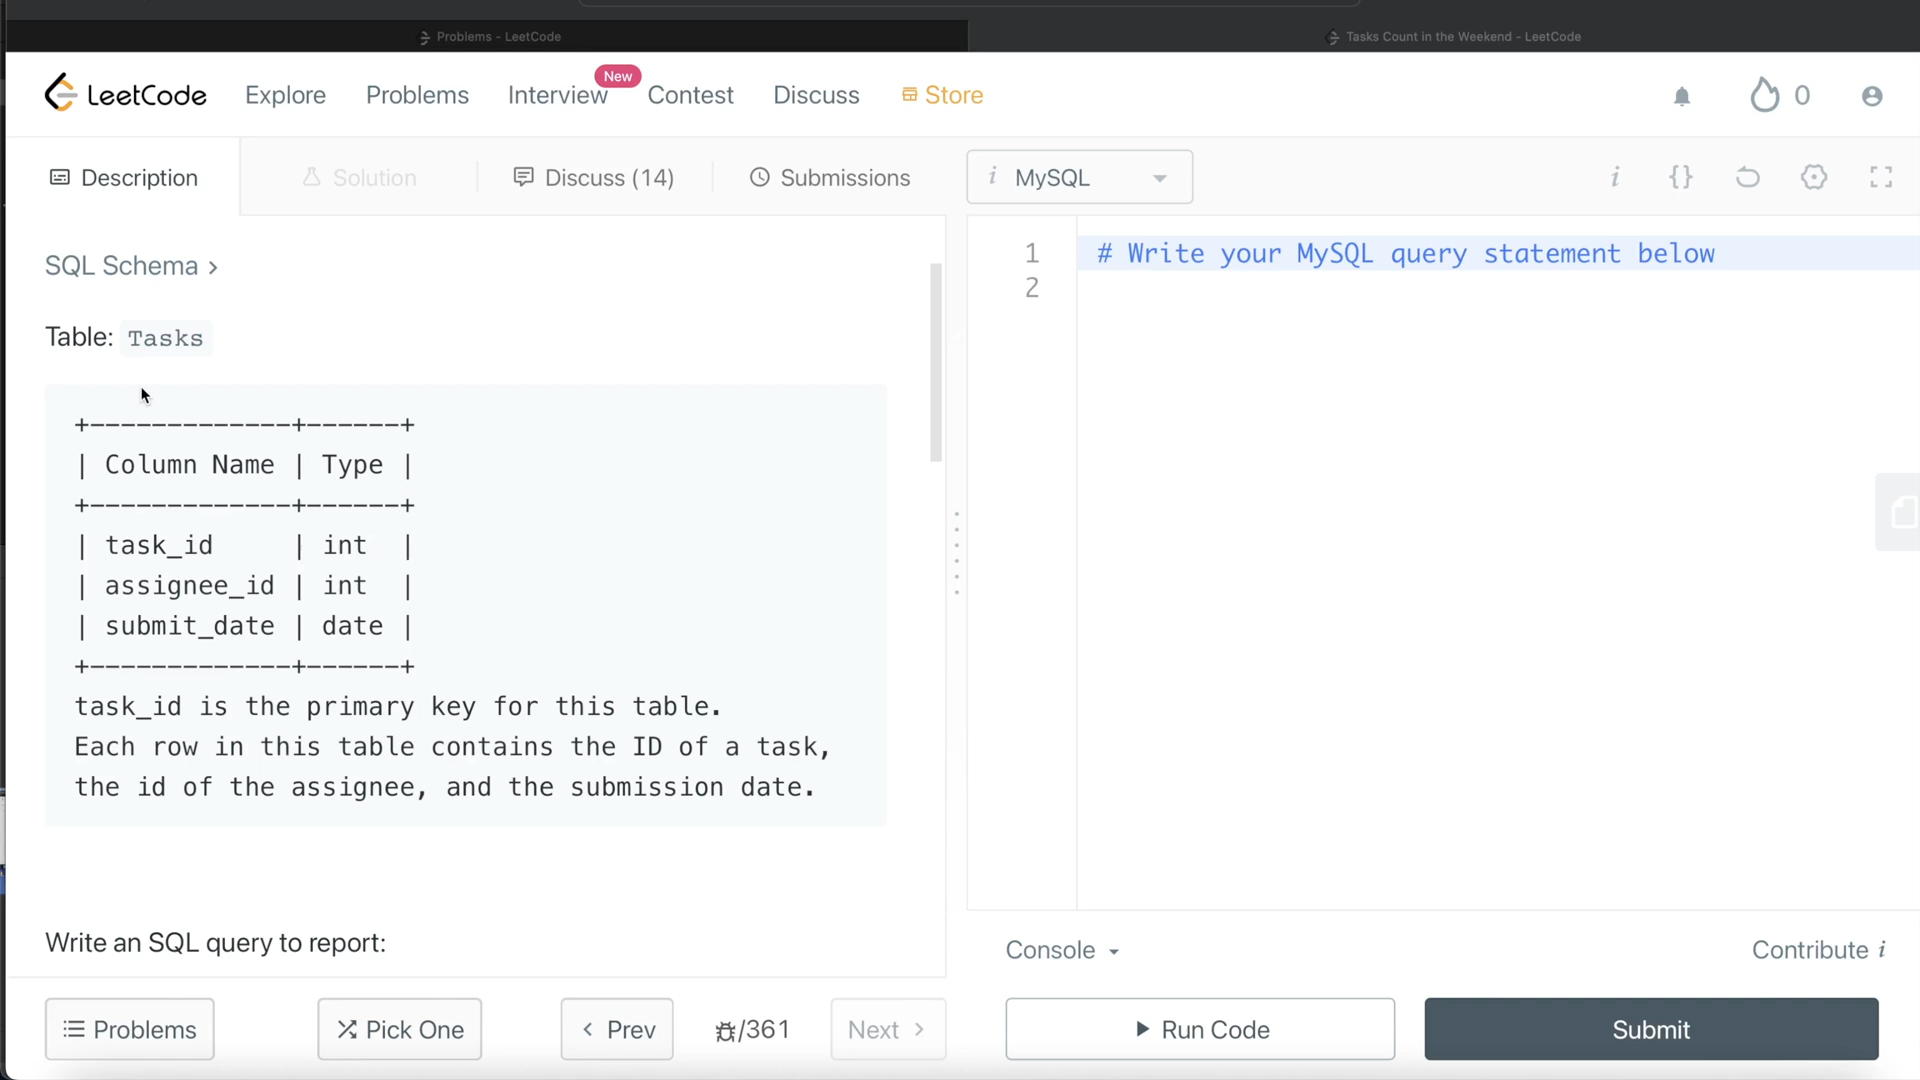 Problems - LeetCode
Tasks Count in the Weekend - LeetCode
LeetCode Explore Problems Interview New Contest Discuss Store 0
Description Solution Discuss (14) Submissions
i MySQL
i {}
SQL Schema >
Table: Tasks
+-------------+------+
| Column Name | Type |
+-------------+------+
| task_id     | int  |
| assignee_id | int  |
| submit_date | date |
+-------------+------+
task_id is the primary key for this table.
Each row in this table contains the ID of a task,
the id of the assignee, and the submission date.
Write an SQL query to report:
1 # Write your MySQL query statement below
2
Console
Contribute i
Problems
Pick One
< Prev
/361
Next >
Run Code
Submit